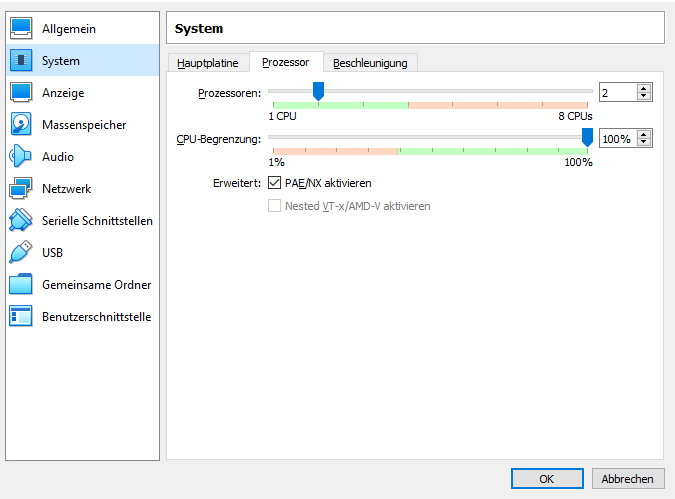 Allgemein
System
Anzeige
Massenspeicher
Audio
Netzwerk
Serielle Schnittstellen
USB
Gemeinsame Ordner
Benutzerschnittstelle
System
Hauptplatine Prozessor Beschleunigung
Prozessoren: 2
1 CPU 8 CPUs
CPU-Begrenzung: 100%
1% 100%
Erweitert: PAE/NX aktivieren
Nested VT-x/AMD-V aktivieren
OK Abbrechen